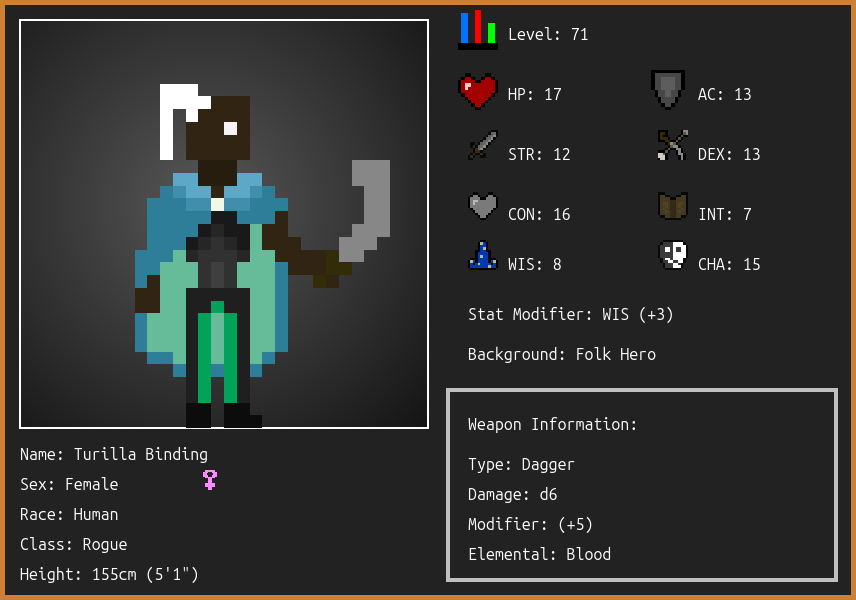 Level: 71
HP: 17
AC: 13
STR: 12
DEX: 13
CON: 16
INT: 7
WIS: 8
CHA: 15
Stat Modifier: WIS (+3)
Background: Folk Hero
Weapon Information:
Type: Dagger
Damage: d6
Modifier: (+5)
Elemental: Blood
Name: Turilla Binding
Sex: Female
Race: Human
Class: Rogue
Height: 155cm (5'1")